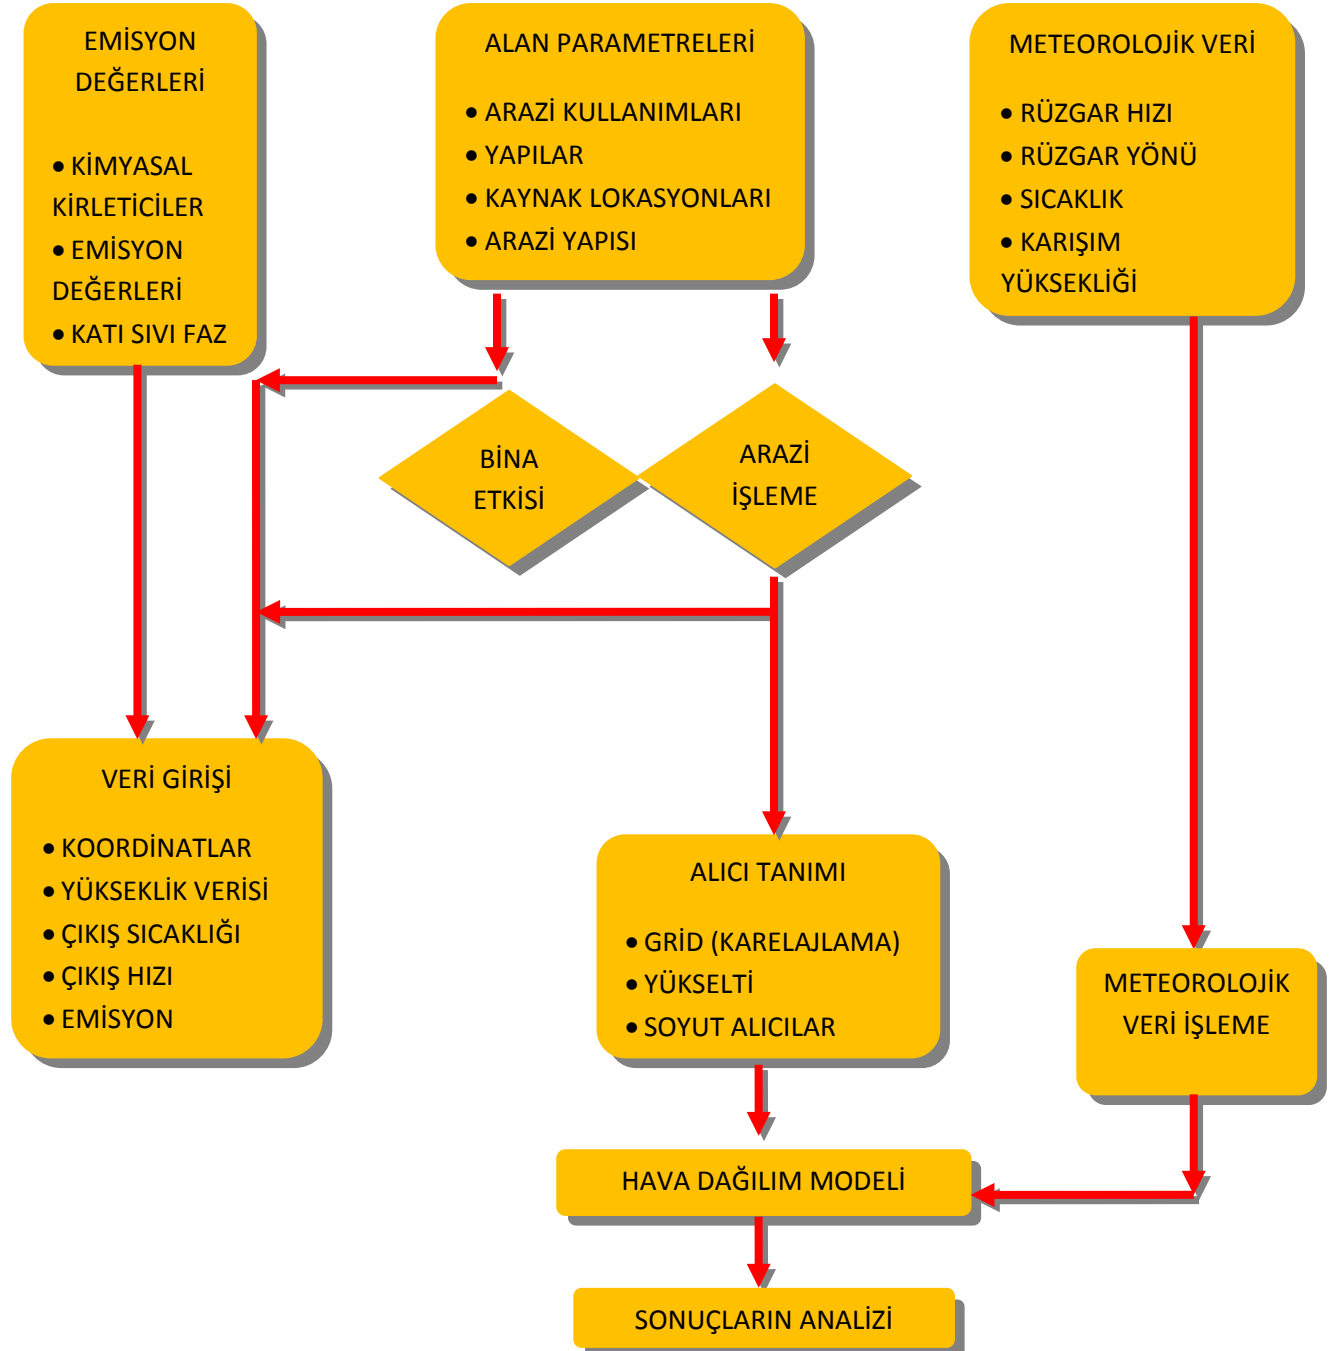 EMİSYON
DEĞERLERİ
• KİMYASAL
KİRLETİCİLER
• EMİSYON
DEĞERLERİ
• KATI SIVI FAZ
ALAN PARAMETRELERİ
• ARAZİ KULLANIMLARI
• YAPILAR
• KAYNAK LOKASYONLARI
• ARAZİ YAPISI
METEOROLOJİK VERİ
• RÜZGAR HIZI
• RÜZGAR YÖNÜ
• SICAKLIK
• KARIŞIM
YÜKSEKLİĞİ
BİNA
ETKİSİ
ARAZİ
İŞLEME
VERİ GİRİŞİ
• KOORDİNATLAR
• YÜKSEKLİK VERİSİ
• ÇIKIŞ SICAKLIĞI
• ÇIKIŞ HIZI
• EMİSYON
ALICI TANIMI
• GRİD (KARELAJLAMA)
• YÜKSELTİ
• SOYUT ALICILAR
METEOROLOJİK
VERİ İŞLEME
HAVA DAĞILIM MODELİ
SONUÇLARIN ANALİZİ